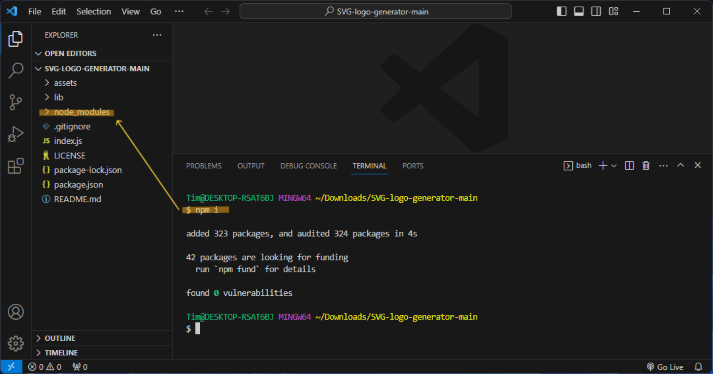 File Edit Selection View Go ··· SVG-logo-generator-main
EXPLORER ···
OPEN EDITORS
SVG-LOGO-GENERATOR-MAIN
assets
lib
node_modules
.gitignore
JS index.js
LICENSE
{} package-lock.json
{} package.json
README.md
OUTLINE
TIMELINE
PROBLEMS OUTPUT DEBUG CONSOLE TERMINAL PORTS bash
Tim@DESKTOP-RSAT6BJ MINGW64 ~/Downloads/SVG-logo-generator-main
$ npm i
added 323 packages, and audited 324 packages in 4s
42 packages are looking for funding
run `npm fund` for details
found 0 vulnerabilities
Tim@DESKTOP-RSAT6BJ MINGW64 ~/Downloads/SVG-logo-generator-main
$
0 0 0 Go Live